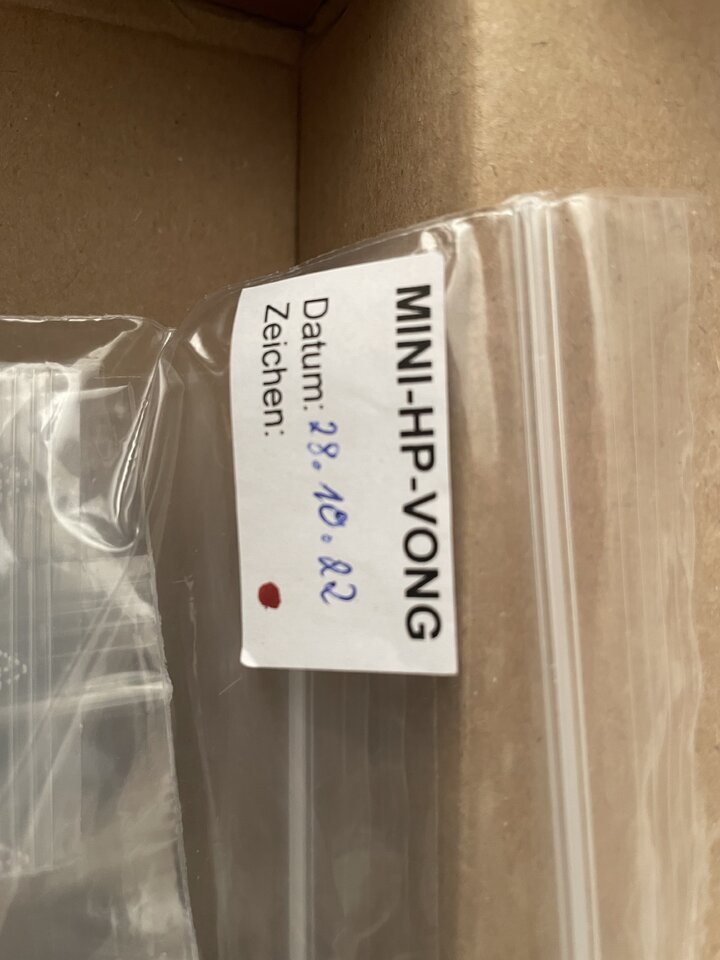 MINI-HP-VONG
Datum: 28.10.22
Zeichen: